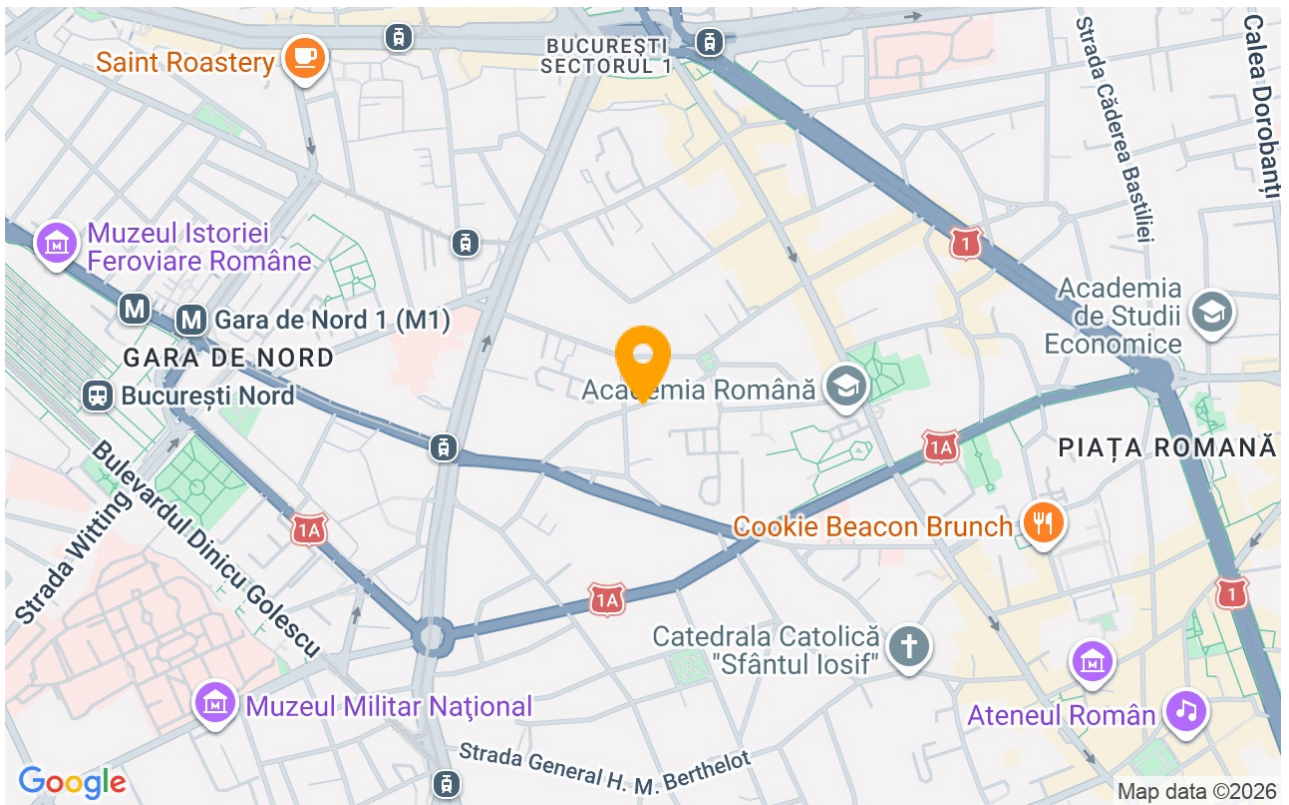 Saint Roastery
BUCUREȘTI
SECTORUL 1
Strada Căderea Bastiliei
Calea Dorobanți
Muzeul Istoriei
Feroviare Române
1
M
M
Gara de Nord 1 (M1)
GARA DE NORD
București Nord
Academia
de Studii
Economice
Academia Română
1A
PIAȚA ROMANĂ
Bulevardul Dinicu Golescu
Strada Witting
1A
Cookie Beacon Brunch
1A
1
Catedrala Catolică
"Sfântul Iosif"
Muzeul Militar Național
Ateneul Român
Strada General H. M. Berthelot
Google
Map data ©2026